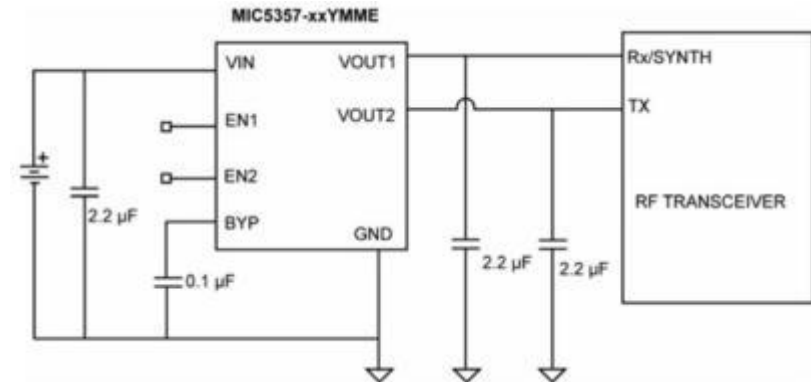 MIC5357-xxYMME
VIN
VOUT1
Rx/SYNTH
EN1
VOUT2
TX
+
EN2
2.2 µF
BYP
GND
RF TRANSCEIVER
0.1 µF
2.2 µF
2.2 µF